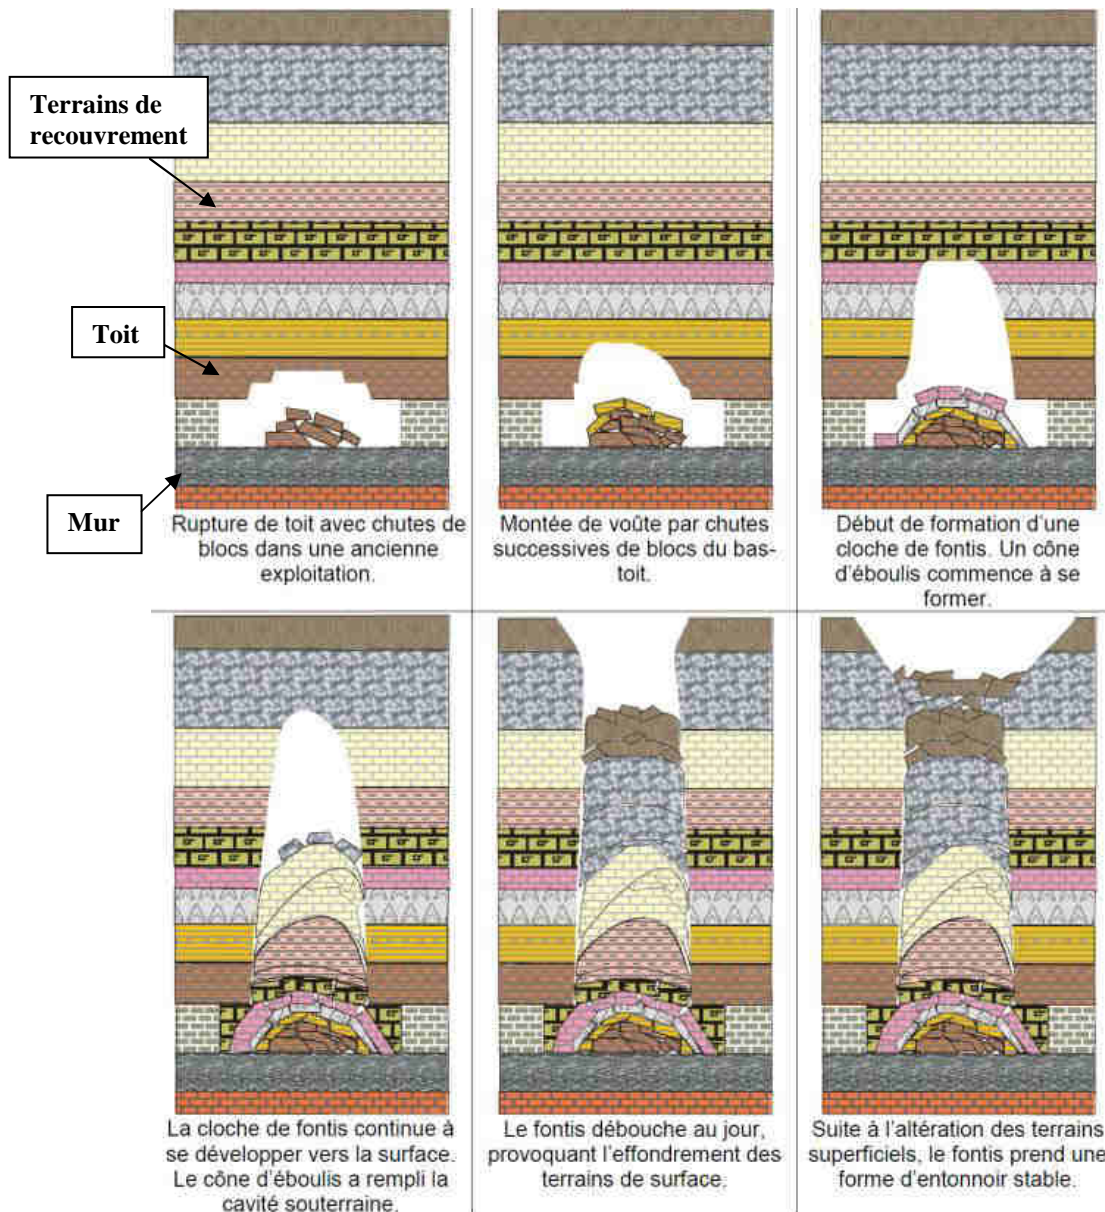 Terrains de
recouvrement
Toit
Mur
Rupture de toit avec chutes de
blocs dans une ancienne
exploitation.
Montée de voûte par chutes
successives de blocs du bas-
toit.
Début de formation d'une
cloche de fontis. Un cône
d'éboulis commence à se
former.
La cloche de fontis continue à
se développer vers la surface.
Le cône d'éboulis a rempli la
cavité souterraine.
Le fontis débouche au jour,
provoquant l'effondrement des
terrains de surface.
Suite à l'altération des terrains
superficiels, le fontis prend une
forme d'entonnoir stable.